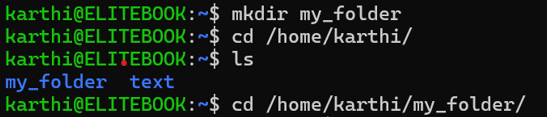 karthi@ELITEBOOK:~$ mkdir my_folder
karthi@ELITEBOOK:~$ cd /home/karthi/
karthi@ELITEBOOK:~$ ls
my_folder  text
karthi@ELITEBOOK:~$ cd /home/karthi/my_folder/